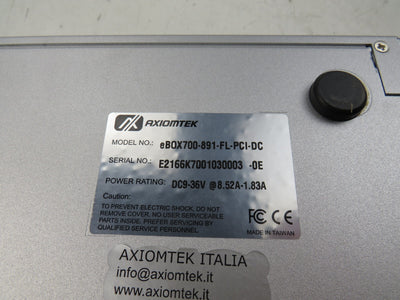 AXIOMTEK
MODEL NO.: eBOX700-891-FL-PCI-DC
SERIAL NO.: E2166K7001030003 -0E
POWER RATING: DC9-36V @ 8.52A-1.83A
Caution:
TO PREVENT ELECTRIC SHOCK, DO NOT
REMOVE COVER. NO USER SERVICEABLE
PARTS INSIDE. PREFER SERVICING BY
QUALIFIED SERVICE PERSONNEL.
FC CE
MADE IN TAIWAN
AXIOMTEK ITALIA
info@axiomtek.it
www.axiomtek.it